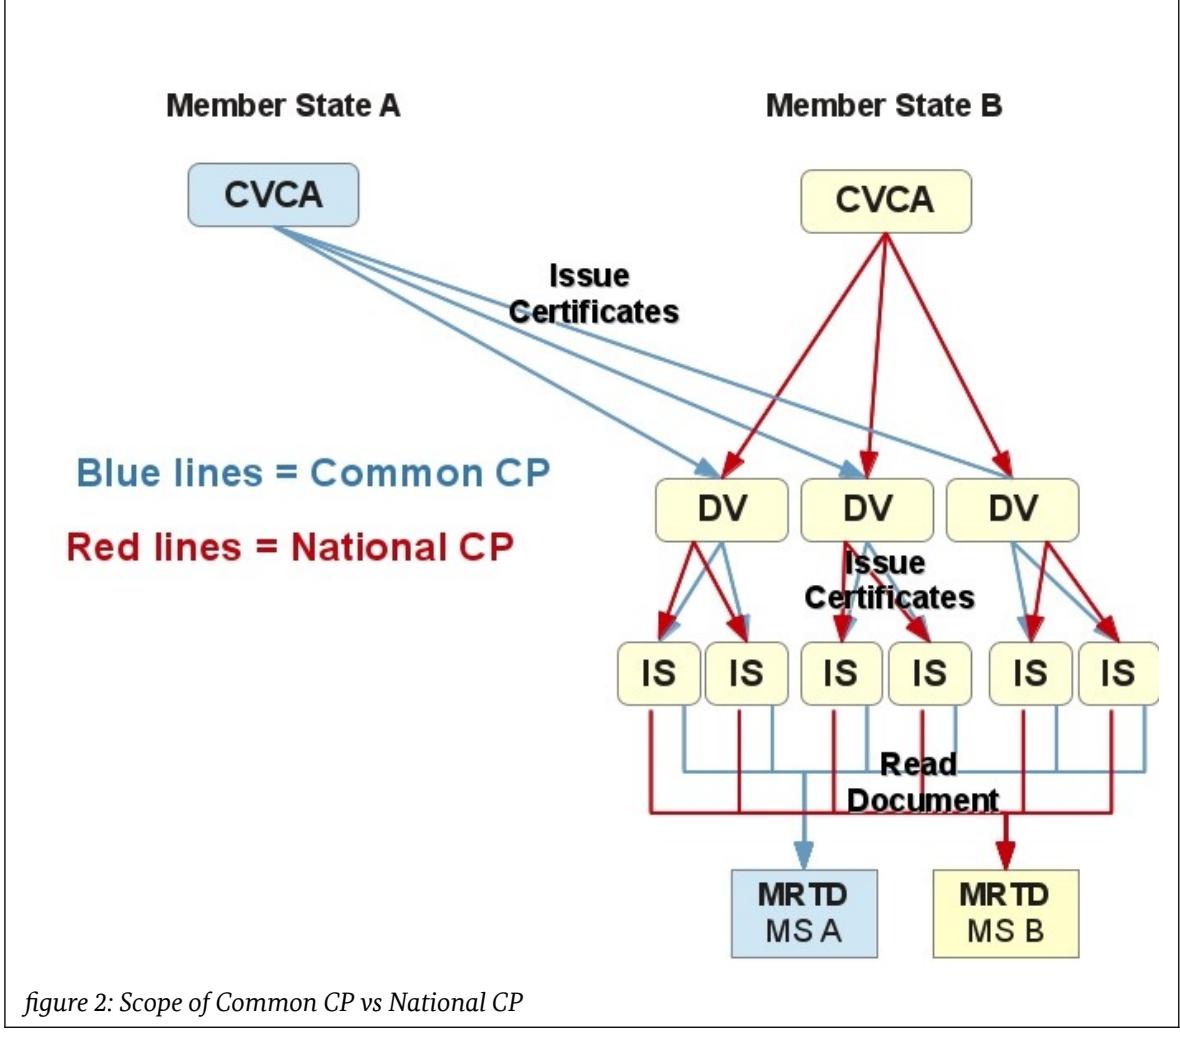 Member State A
Member State B
CVCA
CVCA
Issue
Certificates
Blue lines = Common CP
Red lines = National CP
DV
DV
DV
Issue
Certificates
IS
IS
IS
IS
IS
IS
Read
Document
MRTD
MS A
MRTD
MS B
figure 2: Scope of Common CP vs National CP